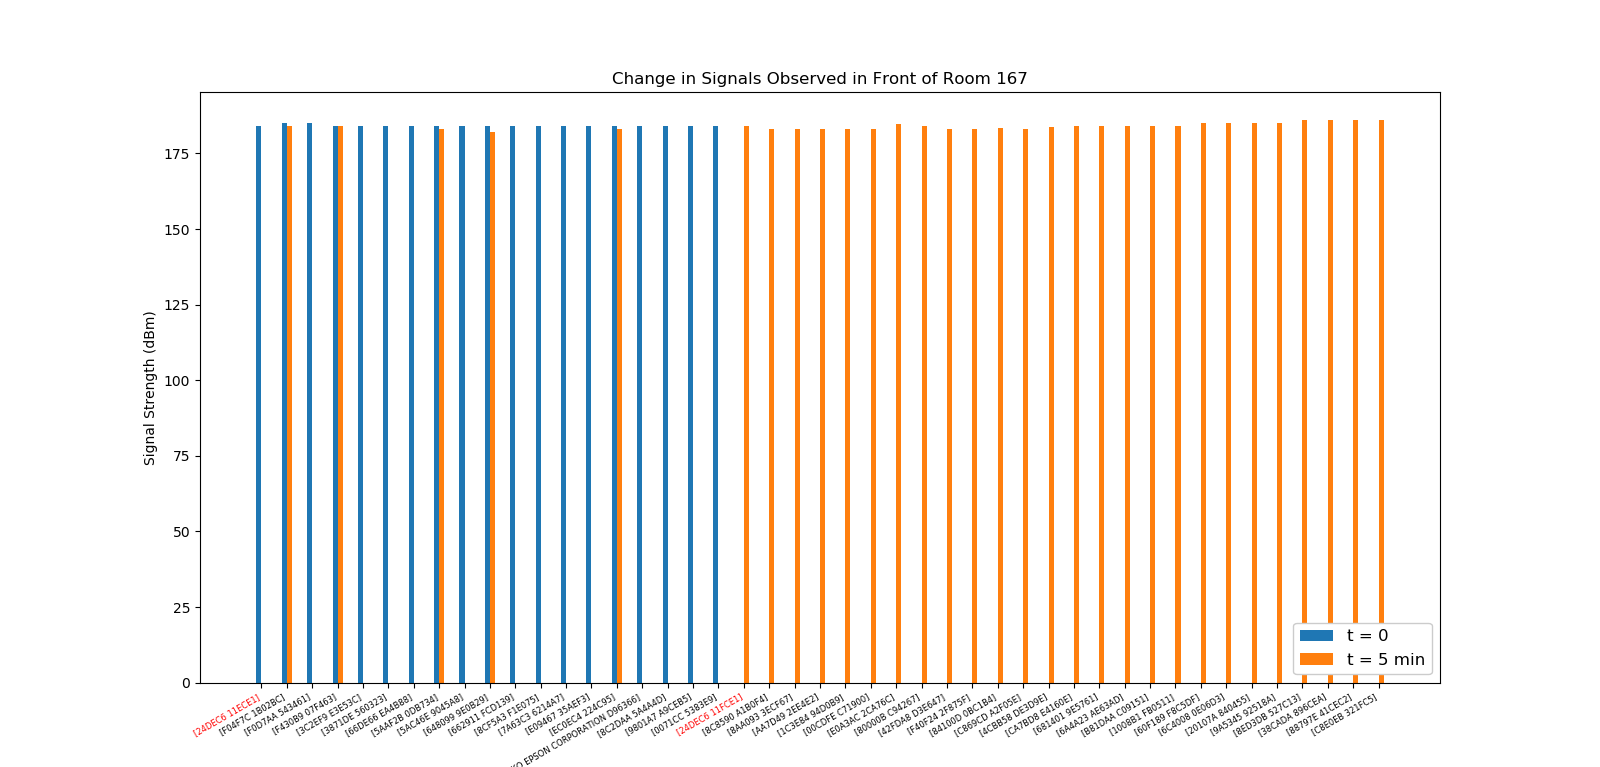 Change in Signals Observed in Front of Room 167
Signal Strength (dBm)
175
150
125
100
75
50
25
0
t = 0
t = 5 min
[24DEC6 11ECE1]
[F04F7C 1B02BC]
[F0D7AA 5A3461]
[F43089 07F463]
[3C2EF9 E3E53C]
[3871DE 560323]
[66DE66 EA4B88]
[5AAF2B 0DB734]
[5AC46E 9045A8]
[648099 9E0B29]
[662911 FCD139]
[8CF5A3 F1E075]
[7A63C3 6214A7]
[E09467 35AEF3]
[EC0EC4 224C95]
EPSON CORPORATION D96366]
[8C2DAA 5A4A4D]
[9801A7 A9CEB5]
[0071CC 5383E9]
[24DEC6 11FCE1]
[8C8590 A1B0F4]
[8AA093 3ECF67]
[AA7D49 2EE4E2]
[1C3E84 94D0B9]
[00CDFE C71900]
[E0A3AC 2CA76C]
[80000B C94267]
[42FDAB D3E647]
[F40F24 2F875F]
[84100D 0BC1B4]
[CB69CD A2F05E]
[4CBB58 DE3D9E]
[CA7BD8 E4160E]
[681401 9E5761]
[6A4A23 AE63AD]
[B81DAA C09151]
[1008B1 FB0511]
[60F189 F8C5DF]
[6C4008 0E06D3]
[20107A 840455]
[9A5345 92518A]
[8ED3DB 527C13]
[38CADA 896CEA]
[88797E 41CEC2]
[C8E0EB 321FC5]